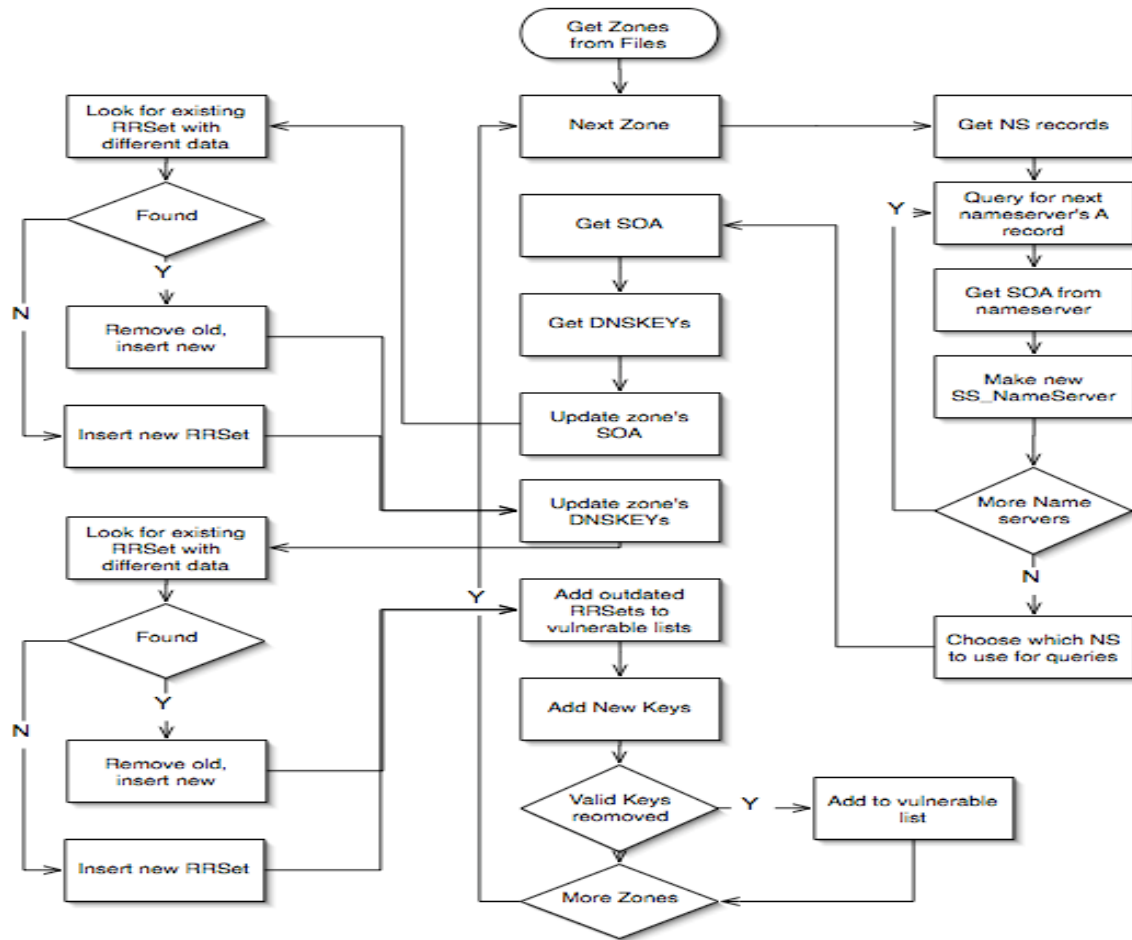 Get Zones
from Files
Next Zone
Get NS records
Query for next
nameserver's A
record
Y
Get SOA from
nameserver
Make new
SS_NameServer
More Name
servers
N
Choose which NS
to use for queries
Get SOA
Get DNSKEYs
Update zone's
SOA
Look for existing
RRSet with
different data
Found
Y
N
Remove old,
insert new
Insert new RRSet
Update zone's
DNSKEYs
Look for existing
RRSet with
different data
Found
Y
N
Remove old,
insert new
Insert new RRSet
Add outdated
RRSets to
vulnerable lists
Add New Keys
Valid Keys
reomoved
Y
Add to vulnerable
list
More Zones
Y